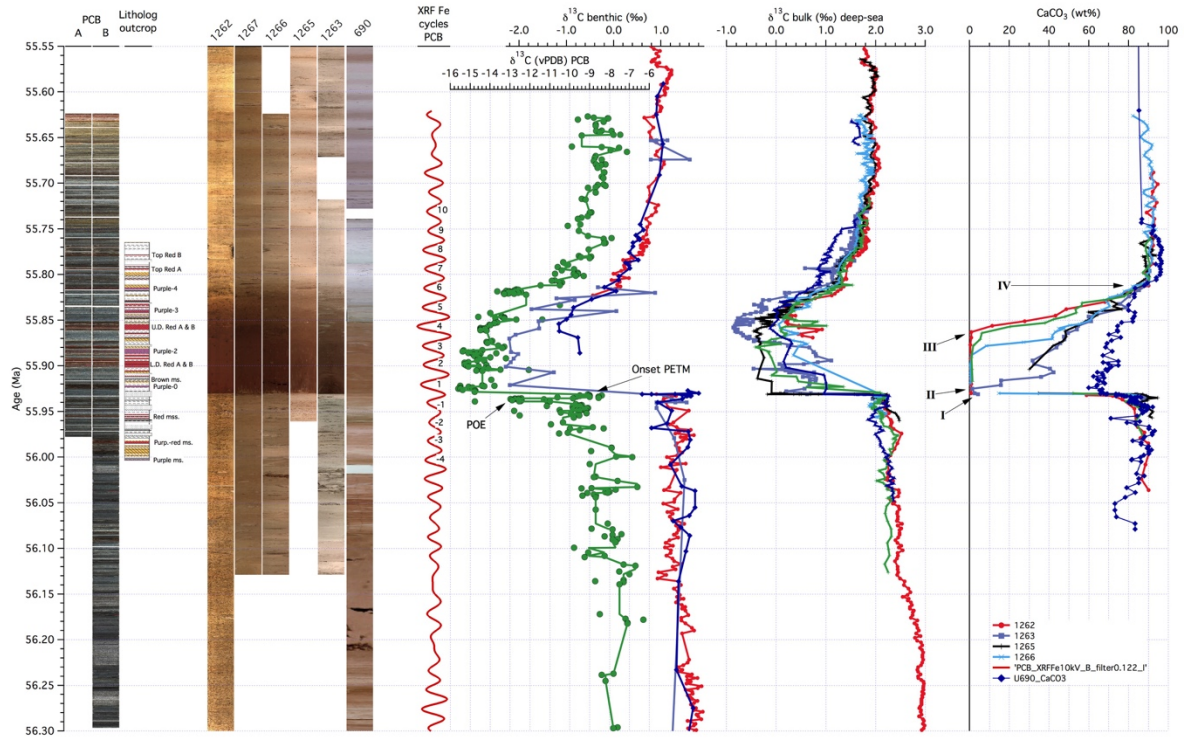 PCB
A B
Litholog
outcrop
1262 1267 1266 1265 1263 690
XRF Fe
cycles
PCB
δ13C benthic (‰)
-2.0 -1.0 0.0 1.0
δ13C (vPDB) PCB
-16 -15 -14 -13 -12 -11 -10 -9 -8 -7 -6
δ13C bulk (‰) deep-sea
-1.0 0.0 1.0 2.0 3.0
CaCO3 (wt%)
0 20 40 60 80 100
Age (Ma)
55.55
55.60
55.65
55.70
55.75
55.80
55.85
55.90
55.95
56.00
56.05
56.10
56.15
56.20
56.25
56.30
Top Red B
Top Red A
Purple-4
Purple-3
U.D. Red A & B
Purple-2
L.D. Red A & B
Brown ms.
Purple-0
Red mss.
Purp.-red ms.
Purple ms.
10
9
8
7
6
5
4
3
2
1
-1
-2
-3
-4
Onset PETM
POE
IV
III
II
I
1262
1263
1265
1266
'PCB_XRFFe10kV_B_filter0.122_I'
U690_CaCO3